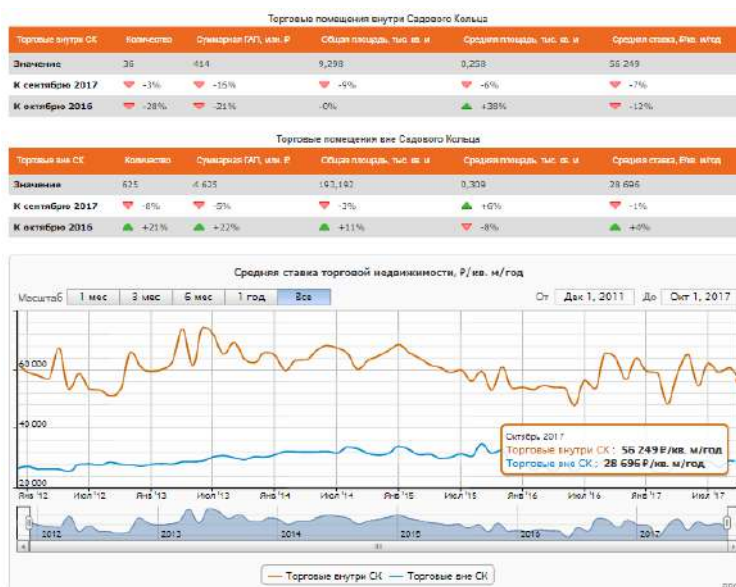 Торговые помещения внутри Садового Кольца
Торговые внутри СК Количество Суммарная ГАП, млн. ₽ Общая площадь, тыс. кв. м Средняя площадь, тыс. кв. м Средняя ставка, ₽/кв. м/год
Значение 36 414 9,298 0,258 56 249
К сентябрю 2017 -3% -15% -9% -6% -7%
К октябрю 2016 -28% -21% -0% +38% -12%
Торговые помещения вне Садового Кольца
Торговые вне СК Количество Суммарная ГАП, млн. ₽ Общая площадь, тыс. кв. м Средняя площадь, тыс. кв. м Средняя ставка, ₽/кв. м/год
Значение 625 4 625 193,192 0,309 28 696
К сентябрю 2017 -8% -5% -3% +6% -1%
К октябрю 2016 +21% +22% +11% -8% +4%
Средняя ставка торговой недвижимости, ₽/кв. м/год
Масштаб 1 мес 3 мес 6 мес 1 год Все От Дек 1, 2011 До Окт 1, 2017
60 000
40 000
Октябрь 2017
Торговые внутри СК: 56 249 ₽/кв. м/год
Торговые вне СК: 28 696 ₽/кв. м/год
20 000
Янв '12 Июл '12 Янв '13 Июл '13 Янв '14 Июл '14 Янв '15 Июл '15 Янв '16 Июл '16 Янв '17 Июл '17
2012 2013 2014 2015 2016 2017
Торговые внутри СК Торговые вне СК